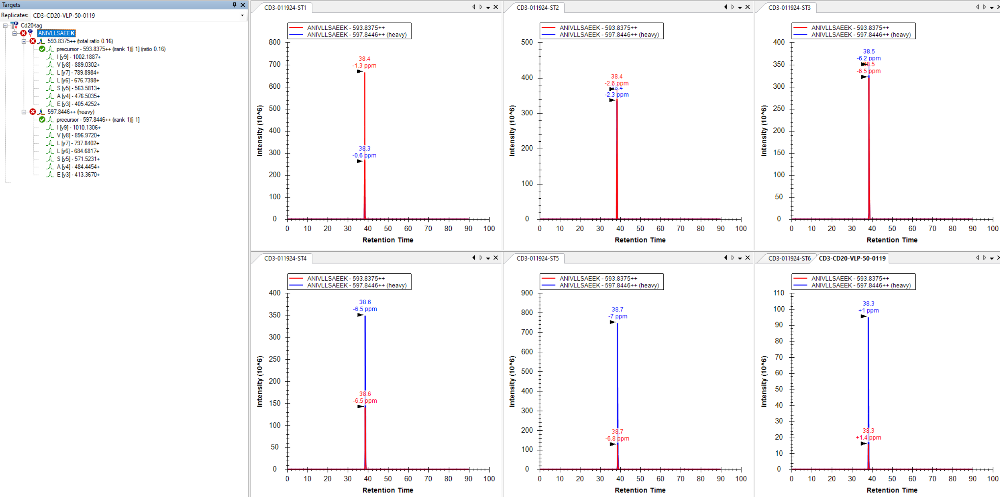 Targets
Replicates: CD3-CD20-VLP-50-0119
Cd20-tag
ANIVLLSAEEK
593.8375++ (total ratio 0.16)
precursor - 593.8375++ (irank 1)[i 1] (ratio 0.16)
I [y9] - 1002.1887+
V [y8] - 889.0302+
L [y7] - 789.8984+
L [y6] - 676.7398+
S [y5] - 563.5813+
A [y4] - 476.5035+
E [y3] - 405.4252+
597.8446++ (heavy)
precursor - 597.8446++ (irank 1)[i 1]
I [y9] - 1010.1306+
V [y8] - 896.9720+
L [y7] - 797.8402+
L [y6] - 684.6817+
S [y5] - 571.5231+
A [y4] - 484.4454+
E [y3] - 413.3670+
CD3-011924-ST1
ANIVLLSAEEK - 593.8375++
ANIVLLSAEEK - 597.8446++ (heavy)
800
700
600
500
400
300
200
100
0
Intensity (10^6)
38.4
-1.3 ppm
38.3
-0.6 ppm
0 10 20 30 40 50 60 70 80 90 100
Retention Time
CD3-011924-ST2
ANIVLLSAEEK - 593.8375++
ANIVLLSAEEK - 597.8446++ (heavy)
500
400
300
200
100
0
Intensity (10^6)
38.4
-2.6 ppm
-2.3 ppm
0 10 20 30 40 50 60 70 80 90 100
Retention Time
CD3-011924-ST3
ANIVLLSAEEK - 593.8375++
ANIVLLSAEEK - 597.8446++ (heavy)
400
350
300
250
200
150
100
50
0
Intensity (10^6)
38.5
-6.2 ppm
38.5
-6.5 ppm
0 10 20 30 40 50 60 70 80 90 100
Retention Time
CD3-011924-ST4
ANIVLLSAEEK - 593.8375++
ANIVLLSAEEK - 597.8446++ (heavy)
400
350
300
250
200
150
100
50
0
Intensity (10^6)
38.6
-6.5 ppm
38.6
-6.5 ppm
0 10 20 30 40 50 60 70 80 90 100
Retention Time
CD3-011924-ST5
ANIVLLSAEEK - 593.8375++
ANIVLLSAEEK - 597.8446++ (heavy)
900
800
700
600
500
400
300
200
100
0
Intensity (10^6)
38.7
-7 ppm
38.7
-6.8 ppm
0 10 20 30 40 50 60 70 80 90 100
Retention Time
CD3-011924-ST6 CD3-CD20-VLP-50-0119
ANIVLLSAEEK - 593.8375++
ANIVLLSAEEK - 597.8446++ (heavy)
110
100
90
80
70
60
50
40
30
20
10
0
Intensity (10^6)
38.3
+1 ppm
38.3
+1.4 ppm
0 10 20 30 40 50 60 70 80 90 100
Retention Time